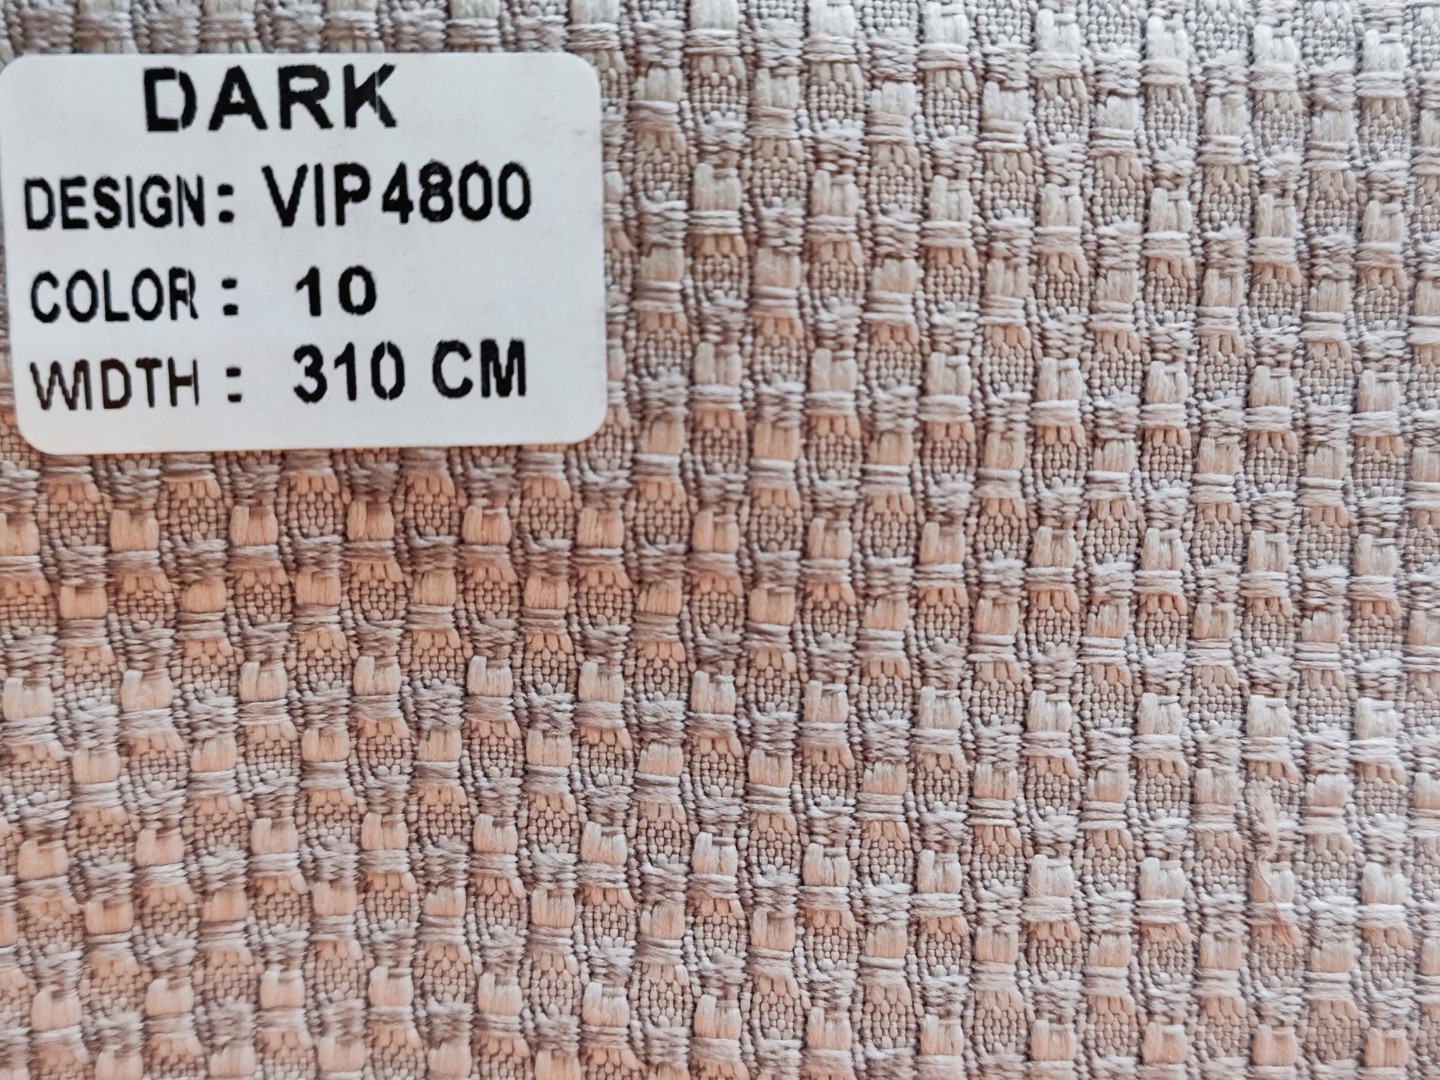 DARK
DESIGN: VIP4800
COLOR: 10
WIDTH: 310 CM